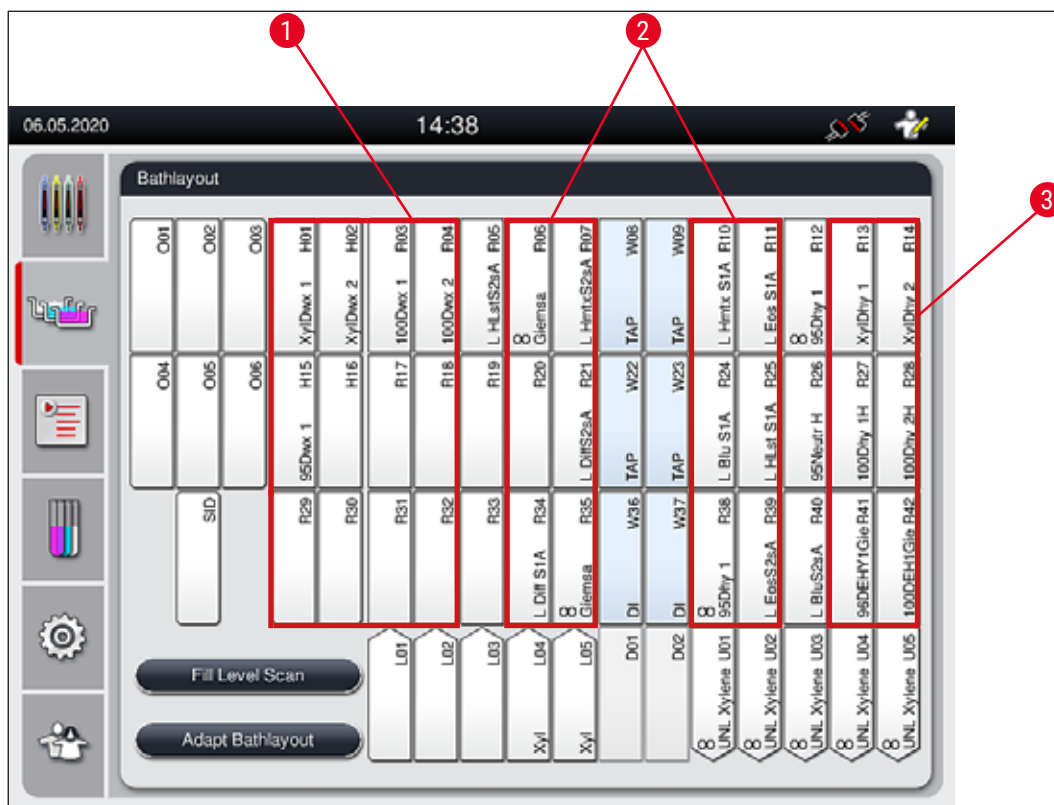 1
2
3
06.05.2020
14:38
Bathlayout
O01
O02
O03
XylDwx 1 H01
XylDwx 2 H02
100Dwx 1 R03
100Dwx 2 R04
L HLstS2sA R05
∞ Giemsa R06
L HmtxS2sA R07
TAP W08
TAP W09
L Hmtx S1A R10
L Eos S1A R11
∞ 95Dhy 1 R12
XylDhy 1 R13
XylDhy 2 R14
O04
O05
O06
95Dwx 1 H15
H16
R17
R18
R19
R20
L DiffS2sA R21
TAP W22
TAP W23
L Blu S1A R24
L HLst S1A R25
95Neutr H R26
100Dhy 1H R27
100Dhy 2H R28
SID
R29
R30
R31
R32
R33
L Diff S1A R34
∞ Giemsa R35
DI W36
DI W37
∞ 95Dhy 1 R38
L EosS2sA R39
L BluS2sA R40
96DEHY1Gie R41
100DEH1Gie R42
L01
L02
L03
Xyl L04
Xyl L05
D01
D02
∞ UNL Xylene U01
∞ UNL Xylene U02
∞ UNL Xylene U03
∞ UNL Xylene U04
∞ UNL Xylene U05
Fill Level Scan
Adapt Bathlayout